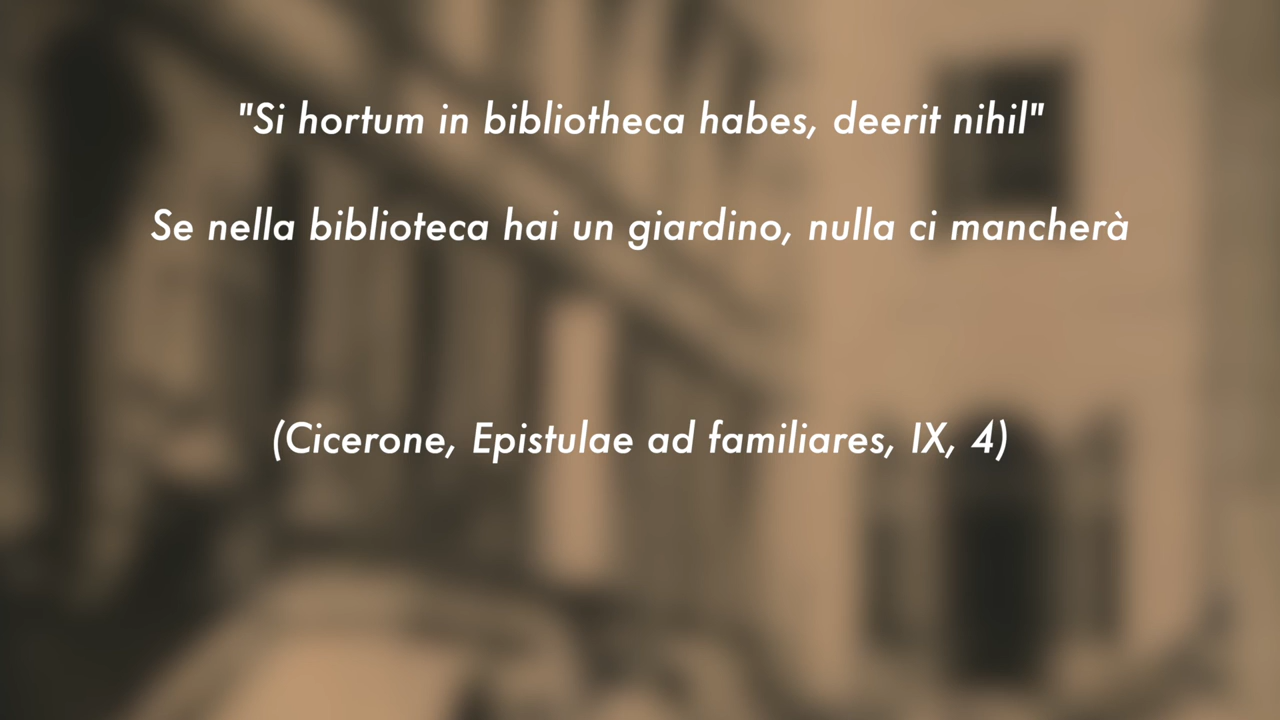 "Si hortum in bibliotheca habes, deerit nihil"
Se nella biblioteca hai un giardino, nulla ci mancherà
(Cicerone, Epistulae ad familiares, IX, 4)